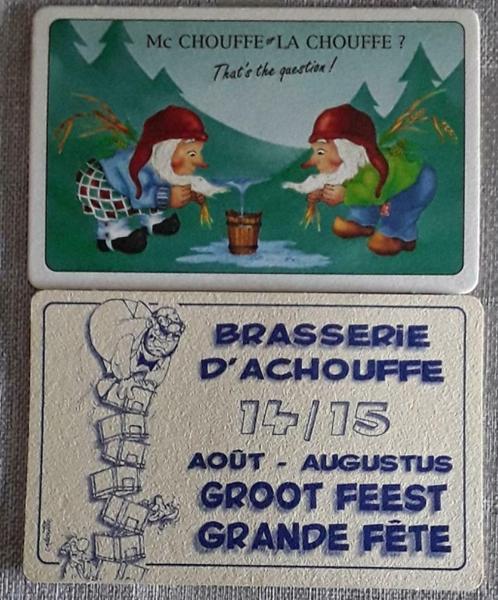 Mc CHOUFFE or LA CHOUFFE ?
That's the question !
BRASSERiE
D'ACHOUFFE
14/15
AOÛT - AUGUSTUS
GROOT FEEST
GRANDE FÊTE